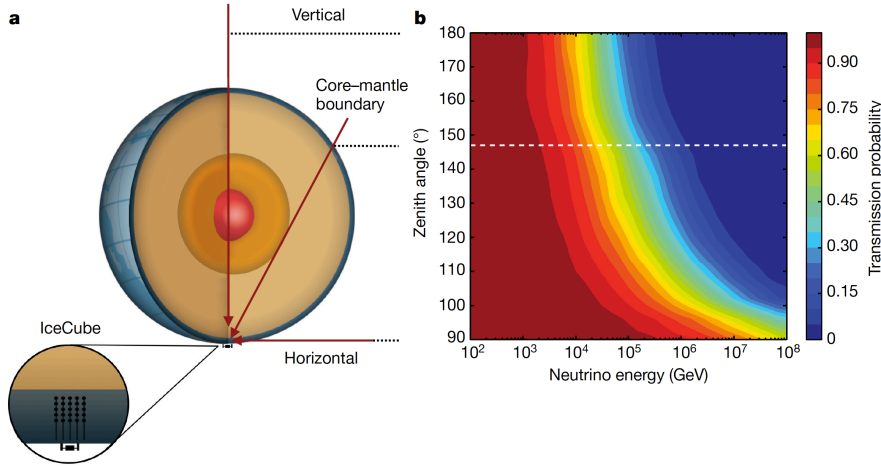 a
Vertical
Core–mantle
boundary
IceCube
Horizontal
b
180
170
160
150
140
130
120
110
100
90
Zenith angle (°)
10² 10³ 10⁴ 10⁵ 10⁶ 10⁷ 10⁸
Neutrino energy (GeV)
0.90
0.75
0.60
0.45
0.30
0.15
0
Transmission probability